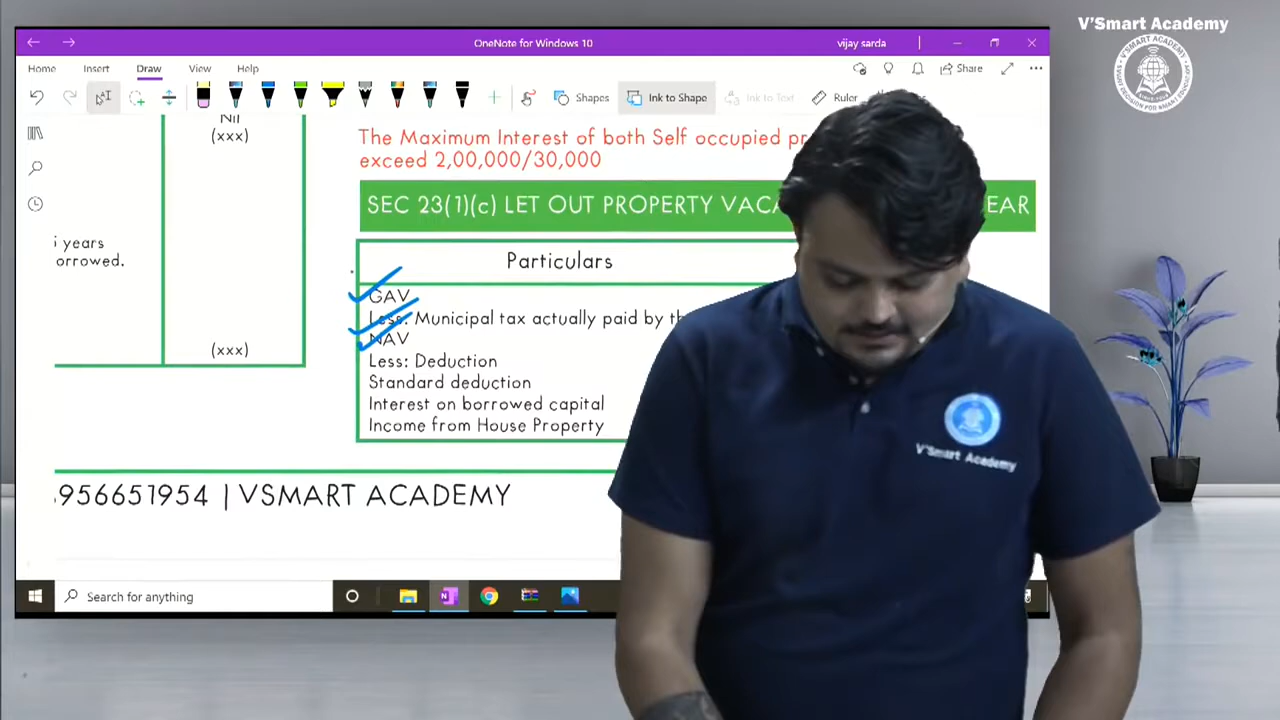 V'Smart Academy
OneNote for Windows 10
vijay sarda
Home Insert Draw View Help
Share
Shapes
Ink to Shape
Ink to Text
Ruler
Nil
(xxx)
The Maximum Interest of both Self occupied
exceed 2,00,000/30,000
SEC 23(1)(c) LET OUT PROPERTY EAR
years
orrowed.
Particulars
GAV
Less: Municipal tax actually paid by
NAV
(xxx)
Less: Deduction
Standard deduction
Interest on borrowed capital
Income from House Property
956651954 | VSMART ACADEMY
Search for anything
V'Smart Academy